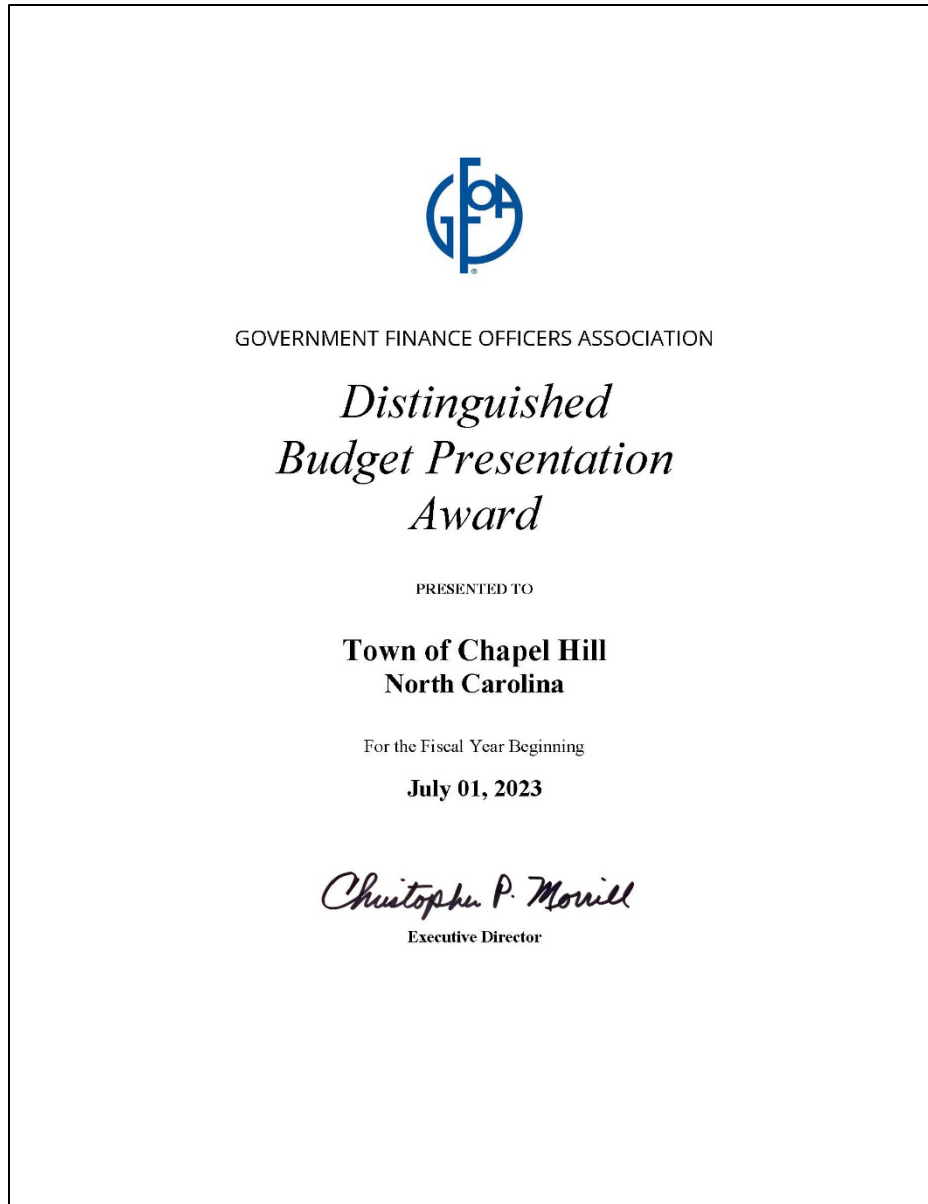 GFOA
®
GOVERNMENT FINANCE OFFICERS ASSOCIATION
Distinguished
Budget Presentation
Award
PRESENTED TO
Town of Chapel Hill
North Carolina
For the Fiscal Year Beginning
July 01, 2023
Christopher P. Morrill
Executive Director